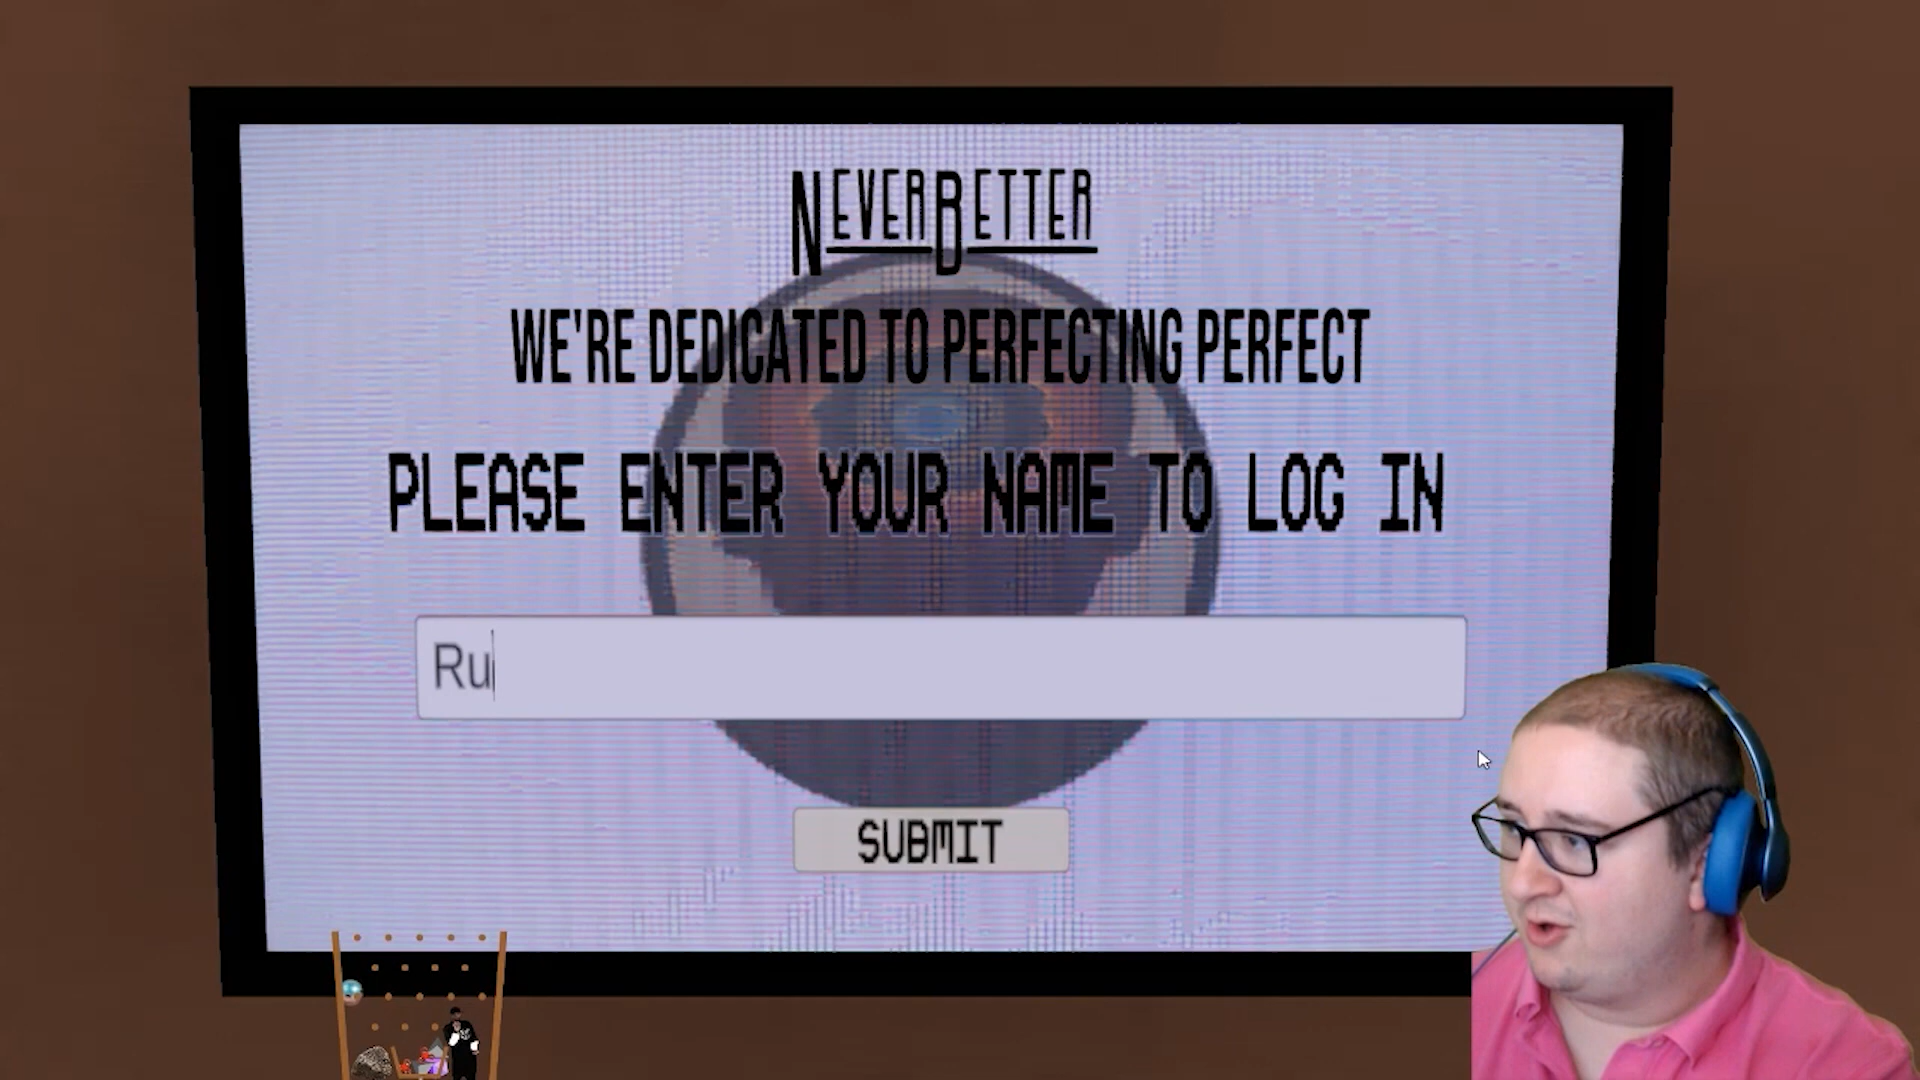 NEVERBETTER
WE'RE DEDICATED TO PERFECTING PERFECT
PLEASE ENTER YOUR NAME TO LOG IN
Ru
SUBMIT